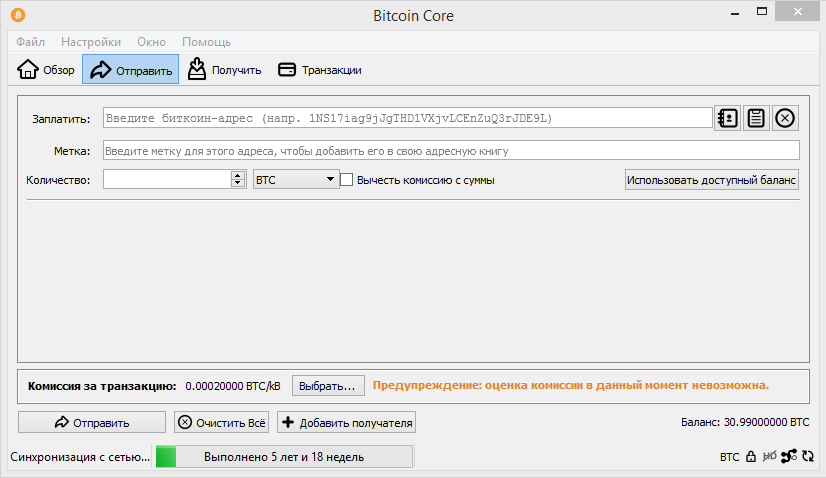 Bitcoin Core
Файл Настройки Окно Помощь
Обзор Отправить Получить Транзакции
Заплатить: Введите биткоин-адрес (напр. 1NS17iag9jJgTHD1VXjvLCEnZuQ3rJDE9L)
Метка: Введите метку для этого адреса, чтобы добавить его в свою адресную книгу
Количество: BTC Вычесть комиссию с суммы Использовать доступный баланс
Комиссия за транзакцию: 0.00020000 BTC/kB Выбрать... Предупреждение: оценка комиссии в данный момент невозможна.
Отправить Очистить Всё Добавить получателя Баланс: 30.99000000 BTC
Синхронизация с сетью... Выполнено 5 лет и 18 недель BTC HD